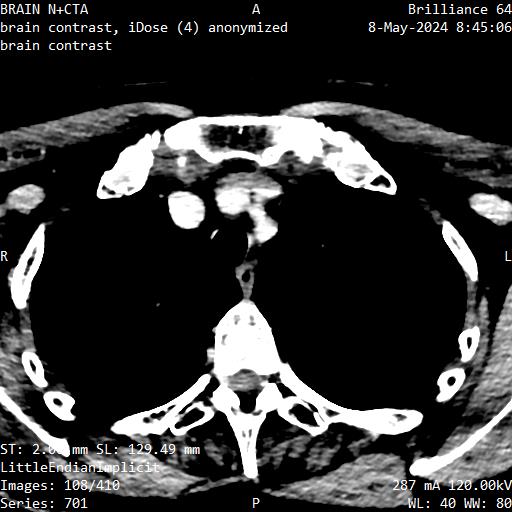 BRAIN N+CTA
brain contrast, iDose (4) anonymized
brain contrast
A
Brilliance 64
8-May-2024 8:45:06
R
L
ST: 2.00 mm SL: 129.49 mm
LittleEndianImplicit
Images: 108/410
Series: 701
P
287 mA 120.00kV
WL: 40 WW: 80